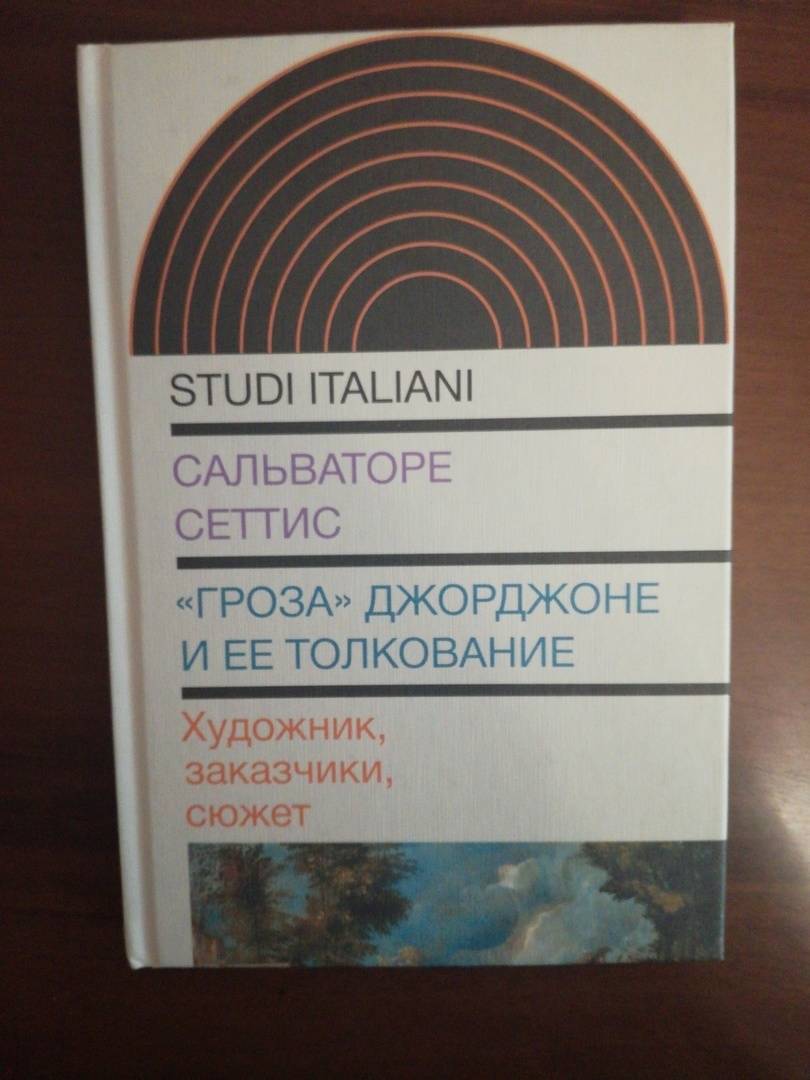 STUDI ITALIANI
САЛЬВАТОРЕ
СЕТТИС
«ГРОЗА» ДЖОРДЖОНЕ
И ЕЕ ТОЛКОВАНИЕ
Художник,
заказчики,
сюжет